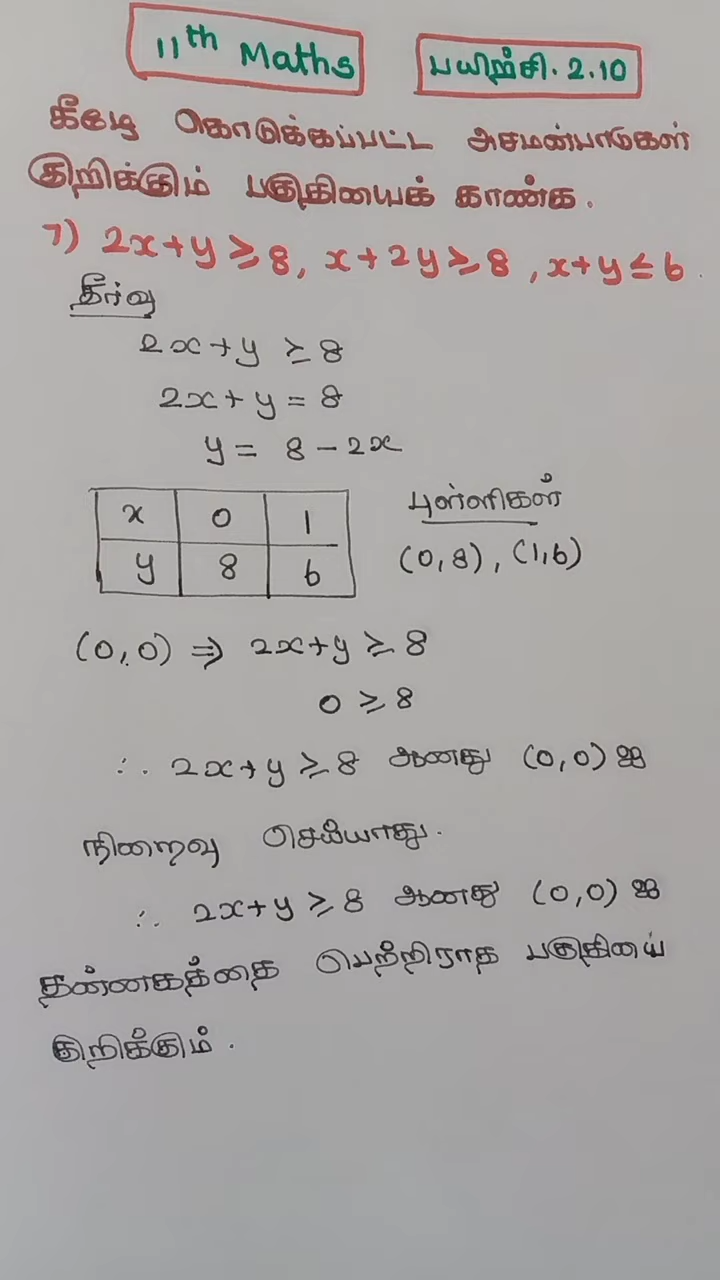 11th Maths
பயிற்சி. 2.10
கீழே கொடுக்கப்பட்ட அசமன்பாடுகள்
குறிக்கும் பகுதியைக் காண்க.
7) 2x+y ≥ 8, x+2y ≥ 8, x+y ≤ 6.
தீர்வு
2x+y ≥ 8
2x+y = 8
y = 8 - 2x
x 0 1
y 8 6
புள்ளிகள்
(0,8), (1,6)
(0,0) ⇒ 2x+y ≥ 8
0 ≥ 8
∴ 2x+y ≥ 8 ஆனது (0,0) ஐ
நிறைவு செய்யாது.
∴ 2x+y ≥ 8 ஆனது (0,0) ஐ
தன்னகத்தை பெற்றிராத பகுதியை
குறிக்கும்.